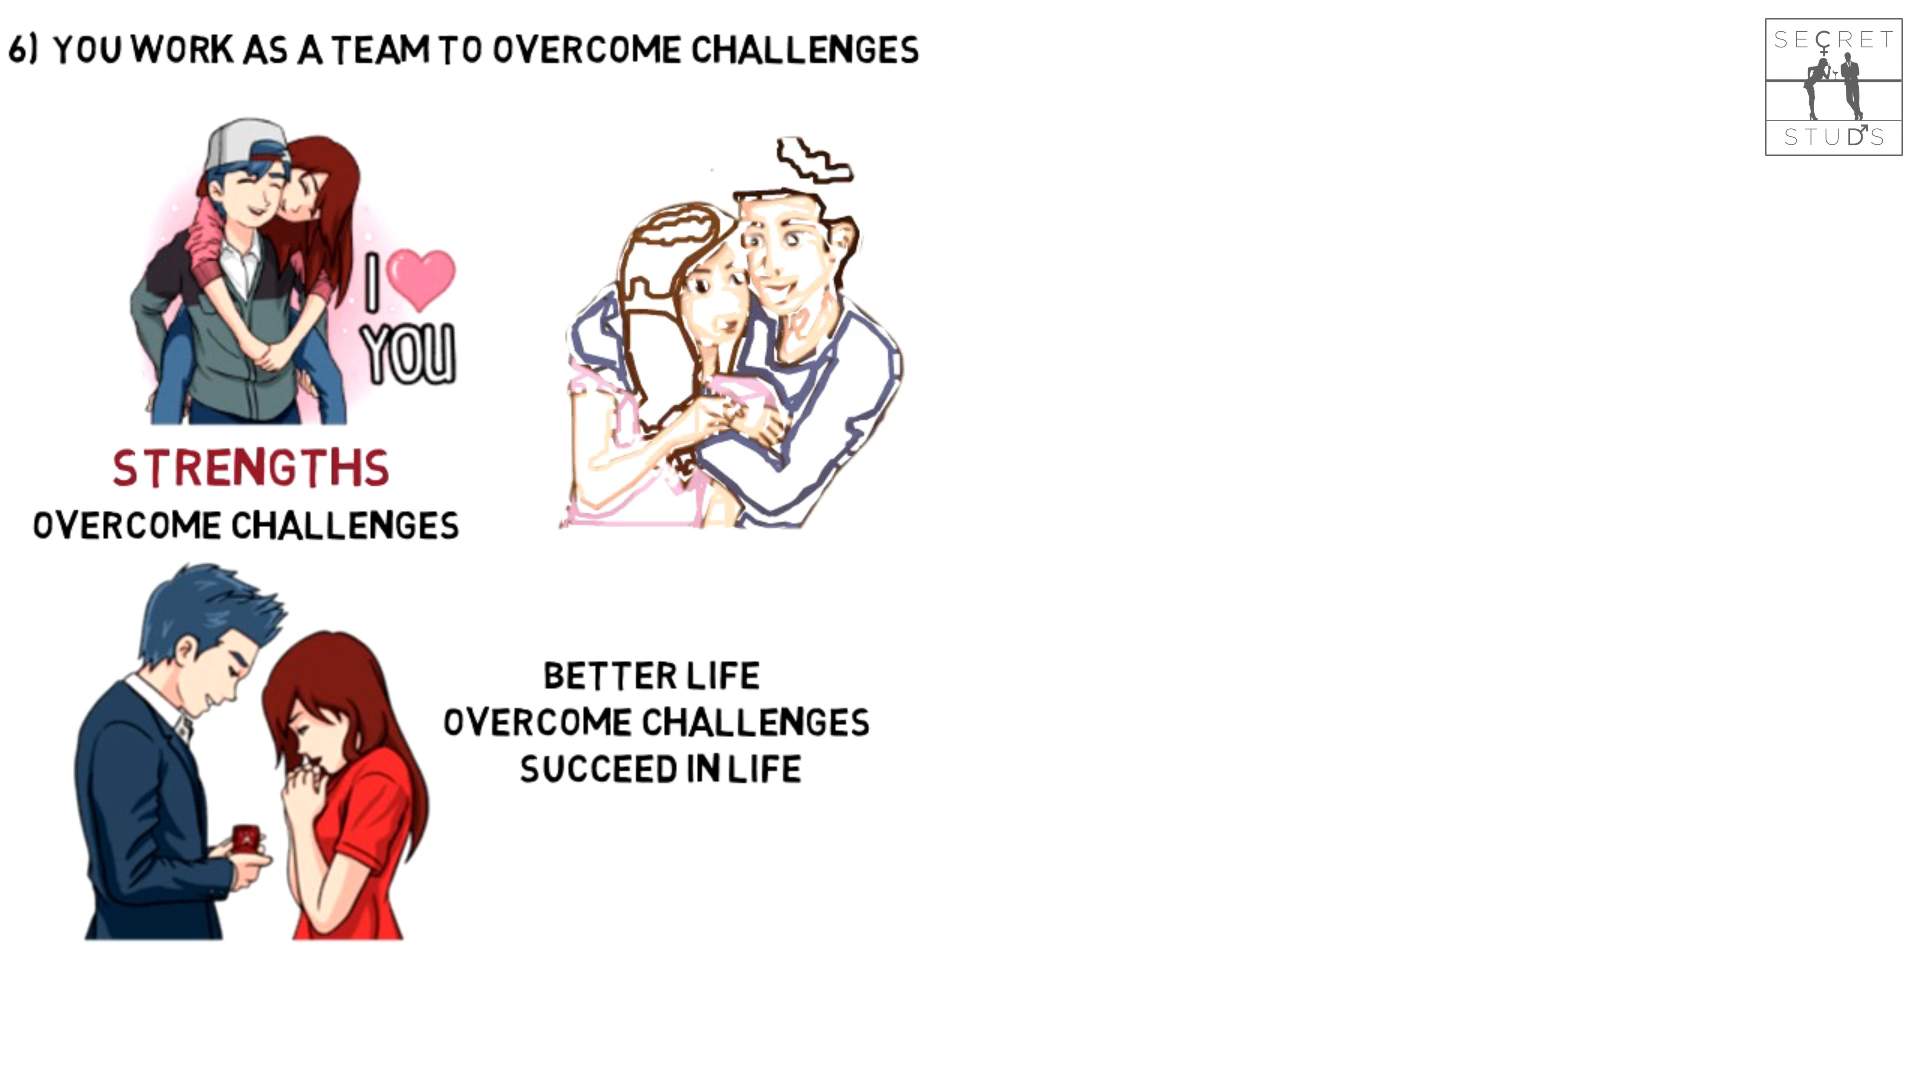 6) YOU WORK AS A TEAM TO OVERCOME CHALLENGES
SECRET
STUDS
I
YOU
STRENGTHS
OVERCOME CHALLENGES
BETTER LIFE
OVERCOME CHALLENGES
SUCCEED IN LIFE